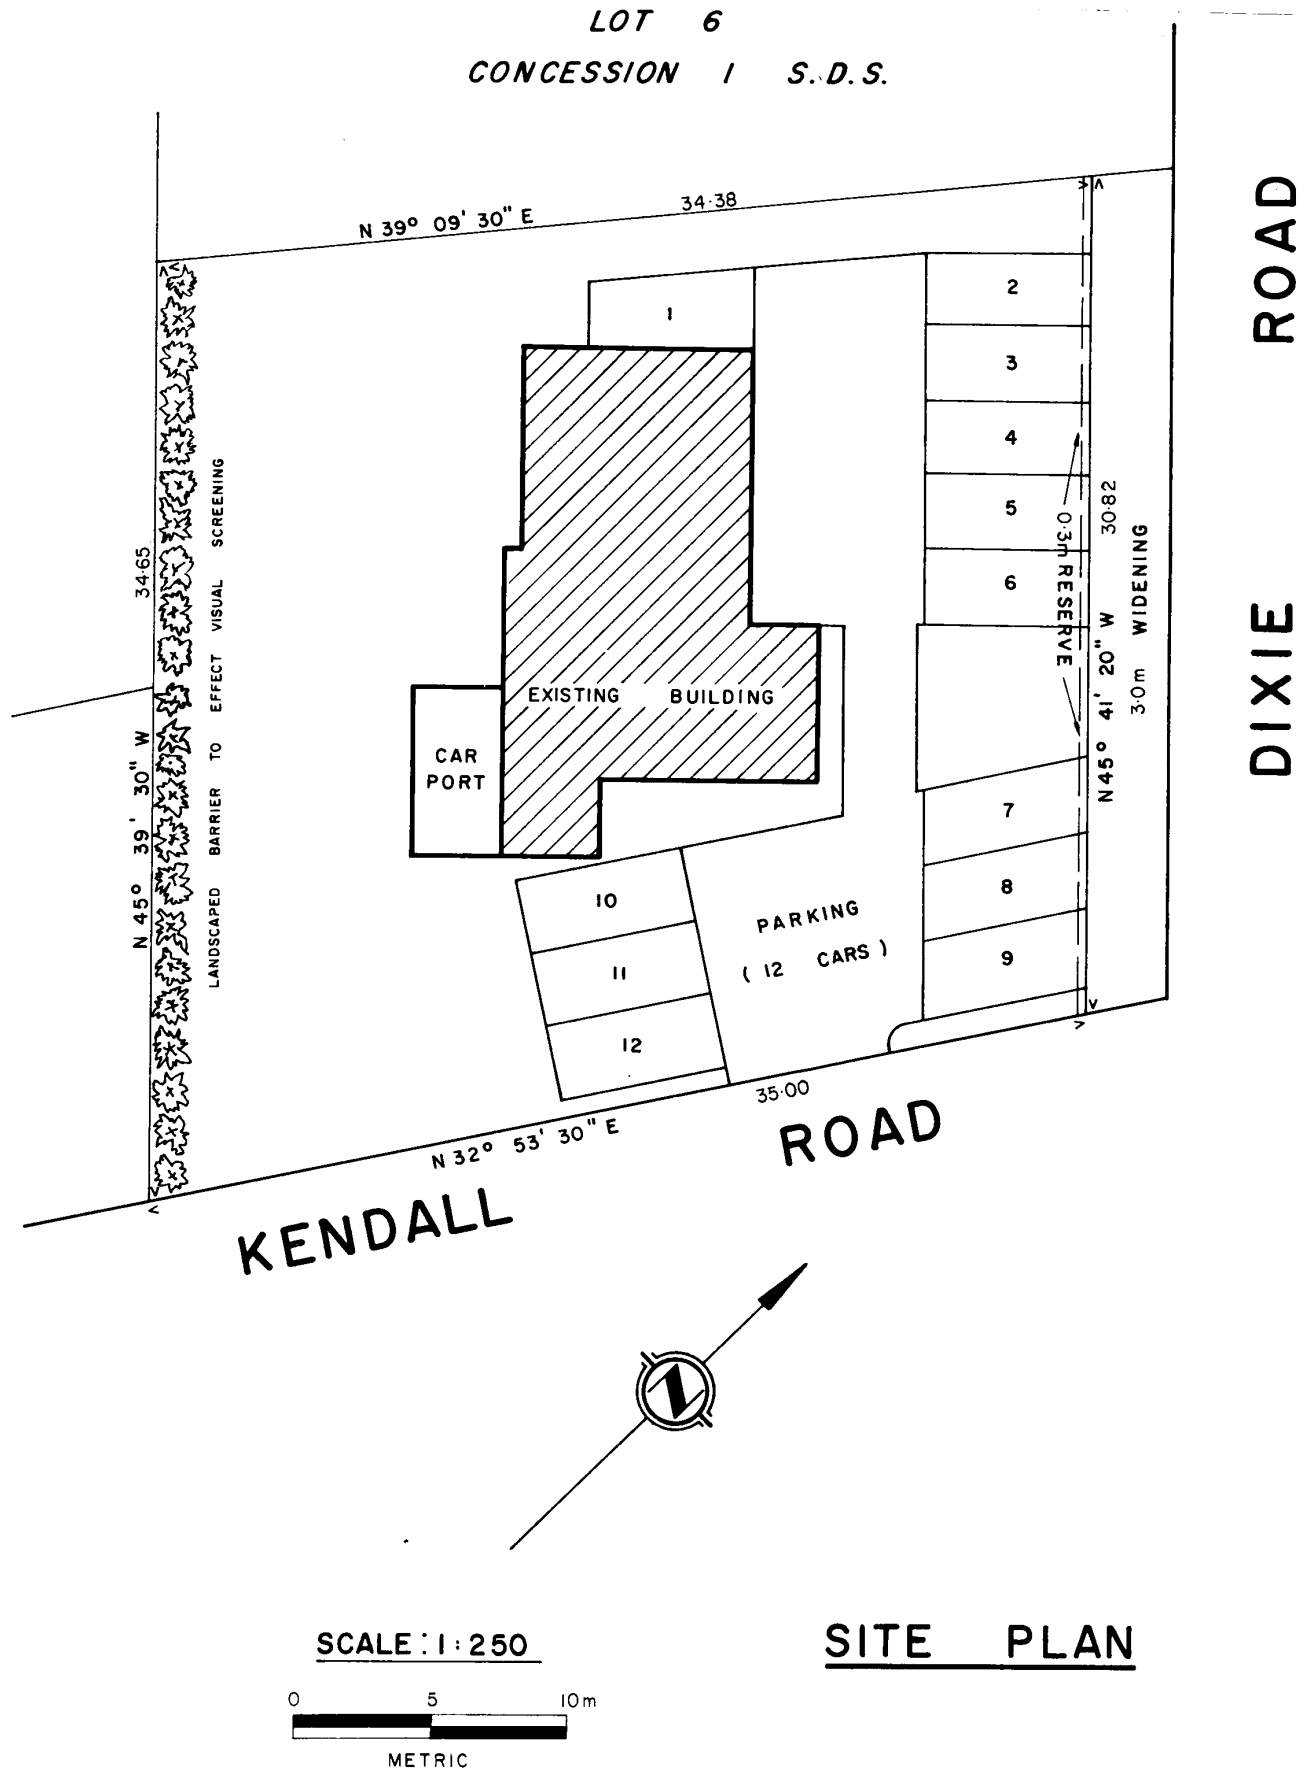 LOT 6
CONCESSION I S.D.S.
N 39° 09' 30" E
34·38
1
2
3
4
5
6
7
8
9
10
11
12
EXISTING BUILDING
CAR
PORT
PARKING
( 12 CARS )
34·65
N 45° 39' 30" W
LANDSCAPED BARRIER TO EFFECT VISUAL SCREENING
0·3m RESERVE
30·82
N 45° 41' 20" W
3·0m WIDENING
DIXIE ROAD
35·00
N 32° 53' 30" E
KENDALL ROAD
SCALE : 1 : 250
0 5 10m
METRIC
SITE PLAN